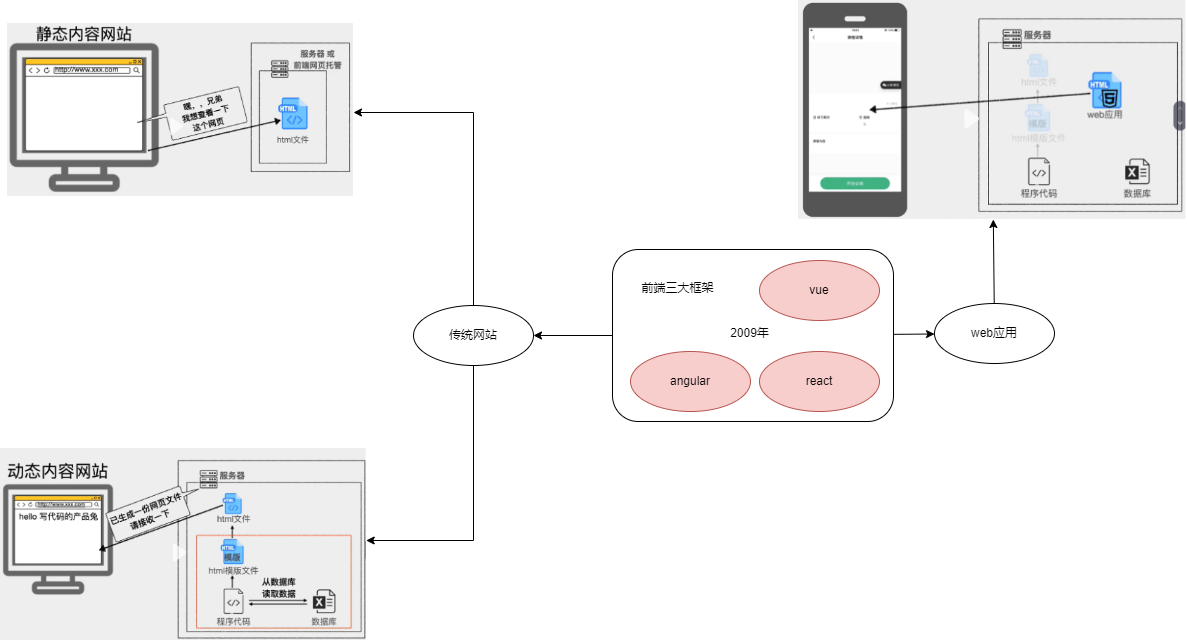 静态内容网站
http://www.xxx.com
嘿，，兄弟
我想查看一下
这个网页
服务器 或
前端网页托管
HTML
html文件
服务器
html文件
模版
html模版文件
HTML
web应用
程序代码
数据库
前端三大框架
vue
2009年
angular
react
传统网站
web应用
动态内容网站
http://www.xxx.com
hello 写代码的产品兔
已生成一份网页文件
请接收一下
服务器
HTML
html文件
HTML
模版
html模版文件
从数据库
读取数据
程序代码
数据库